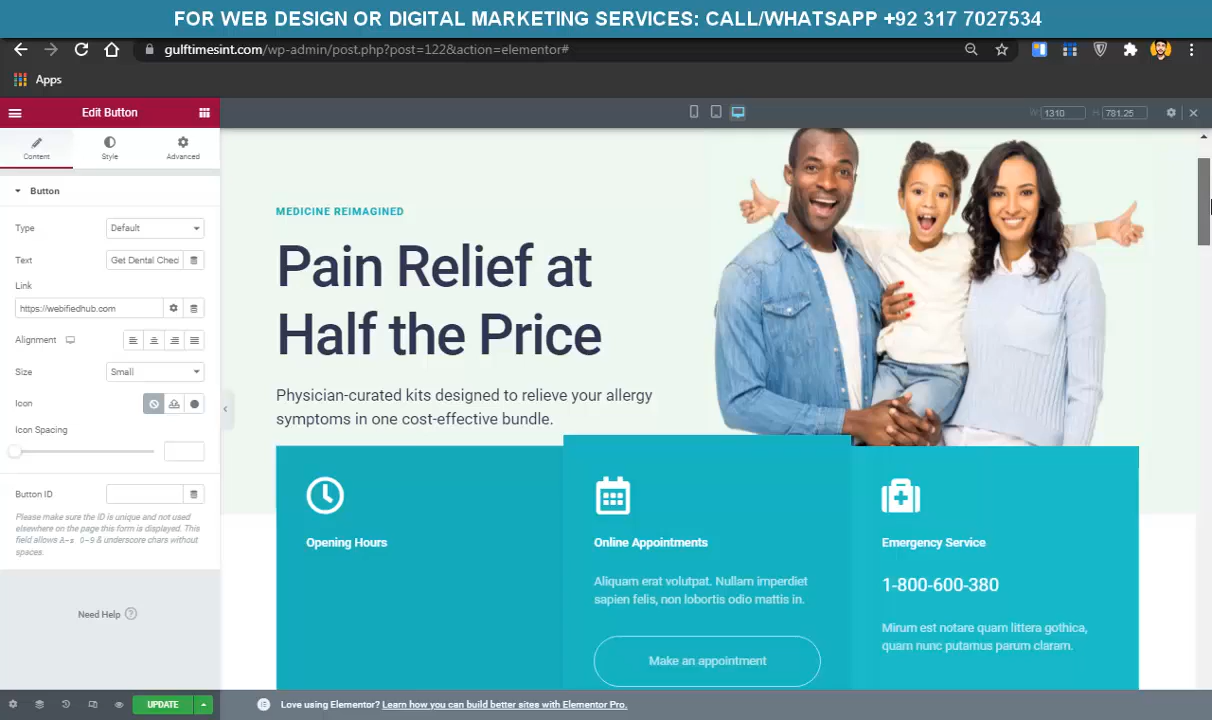 FOR WEB DESIGN OR DIGITAL MARKETING SERVICES: CALL/WHATSAPP +92 317 7027534
gulftimesint.com/wp-admin/post.php?post=122&action=elementor#
Apps
Edit Button
W 1310 H 781.25
Content Style Advanced
Button
Type Default
Text Get Dental Chec
Link
https://webifiedhub.com
Alignment
Size Small
Icon
Icon Spacing
Button ID
Please make sure the ID is unique and not used
elsewhere on the page this form is displayed. This
field allows A-z 0-9 & underscore chars without
spaces.
Need Help
UPDATE
MEDICINE REIMAGINED
Pain Relief at
Half the Price
Physician-curated kits designed to relieve your allergy
symptoms in one cost-effective bundle.
Opening Hours
Online Appointments
Aliquam erat volutpat. Nullam imperdiet
sapien felis, non lobortis odio mattis in.
Make an appointment
Emergency Service
1-800-600-380
Mirum est notare quam littera gothica,
quam nunc putamus parum claram.
Love using Elementor? Learn how you can build better sites with Elementor Pro.